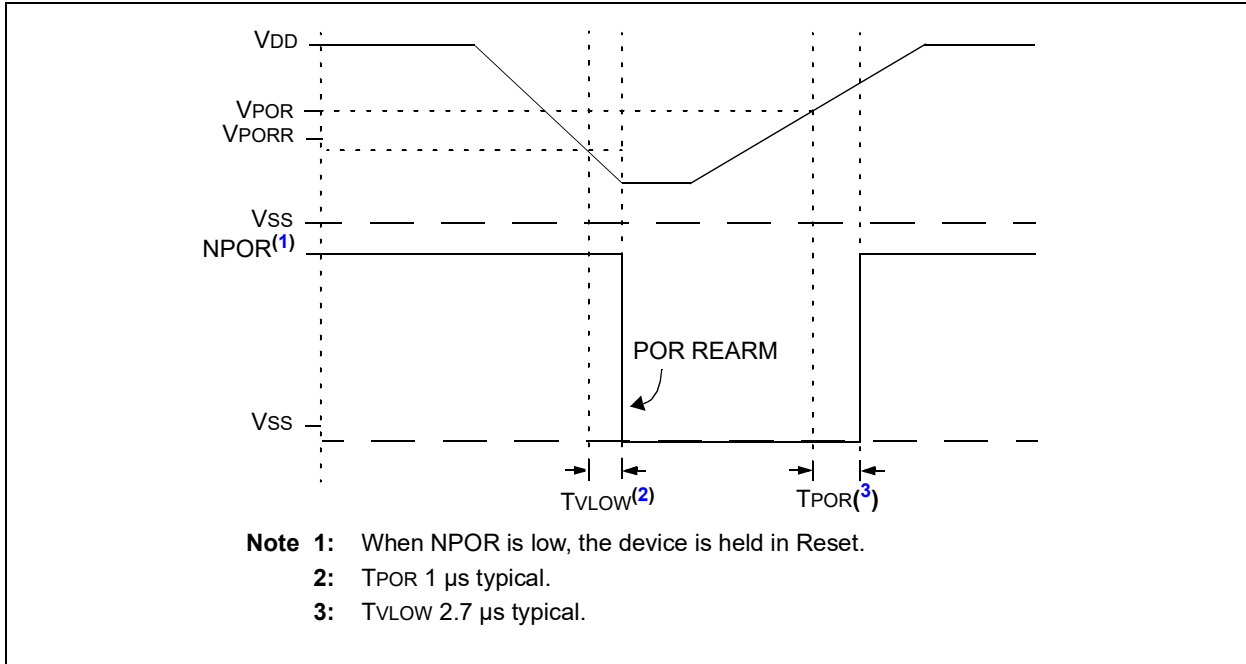 VDD
VPOR
VPORR
VSS
NPOR(1)
POR REARM
VSS
TVLOW(2)
TPOR(3)
Note 1: When NPOR is low, the device is held in Reset.
2: TPOR 1 μs typical.
3: TVLOW 2.7 μs typical.